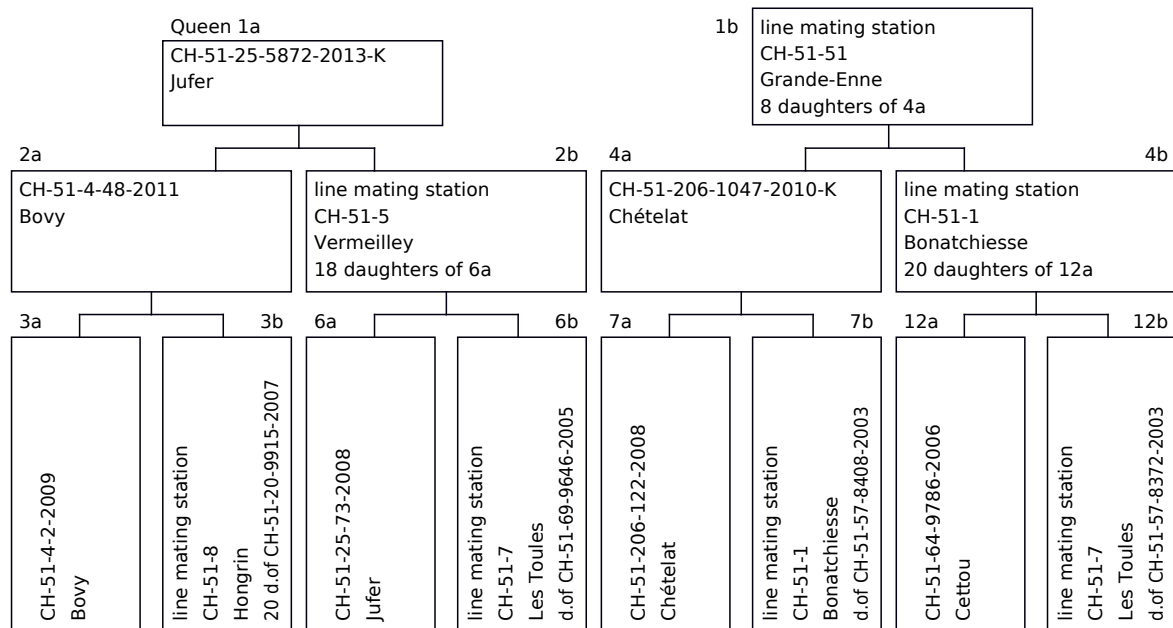 Queen 1a
CH-51-25-5872-2013-K
Jufer
1b
line mating station
CH-51-51
Grande-Enne
8 daughters of 4a
2a
CH-51-4-48-2011
Bovy
2b
line mating station
CH-51-5
Vermeilley
18 daughters of 6a
4a
CH-51-206-1047-2010-K
Chételat
4b
line mating station
CH-51-1
Bonatchiesse
20 daughters of 12a
3a
CH-51-4-2-2009
Bovy
3b
line mating station
CH-51-8
Hongrin
20 d.of CH-51-20-9915-2007
6a
CH-51-25-73-2008
Jufer
6b
line mating station
CH-51-7
Les Toules
d.of CH-51-69-9646-2005
7a
CH-51-206-122-2008
Chételat
7b
line mating station
CH-51-1
Bonatchiesse
d.of CH-51-57-8408-2003
12a
CH-51-64-9786-2006
Cettou
12b
line mating station
CH-51-7
Les Toules
d.of CH-51-57-8372-2003